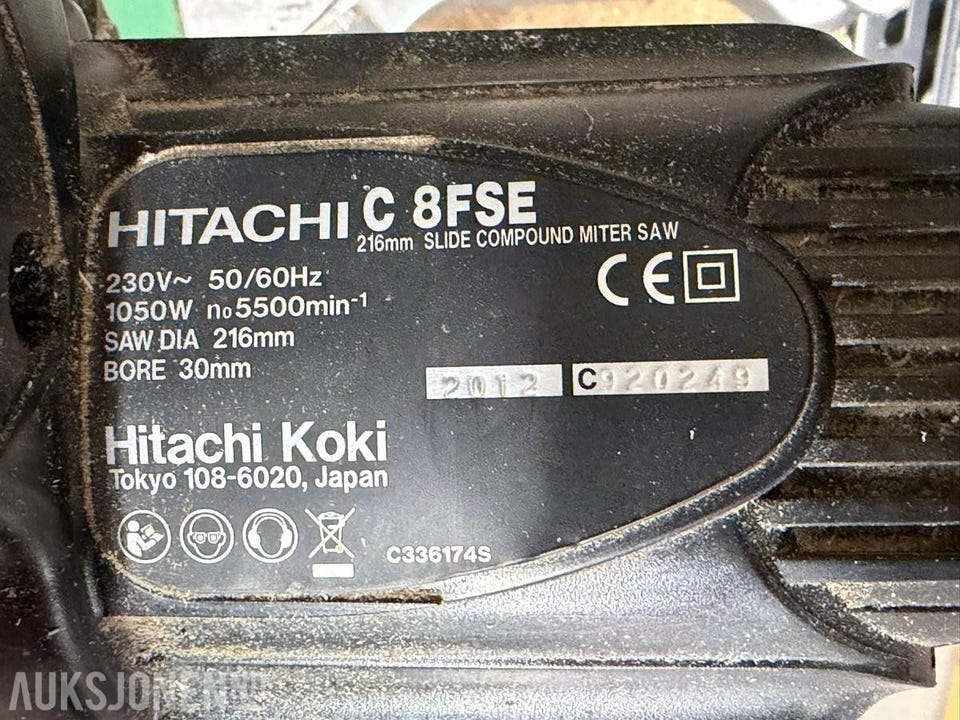 HITACHI C 8FSE
216mm SLIDE COMPOUND MITER SAW
230V~ 50/60Hz
CE
1050W no5500min-1
SAW DIA 216mm
BORE 30mm
2012 C920249
Hitachi Koki
Tokyo 108-6020, Japan
C336174S
AUKSJONEN